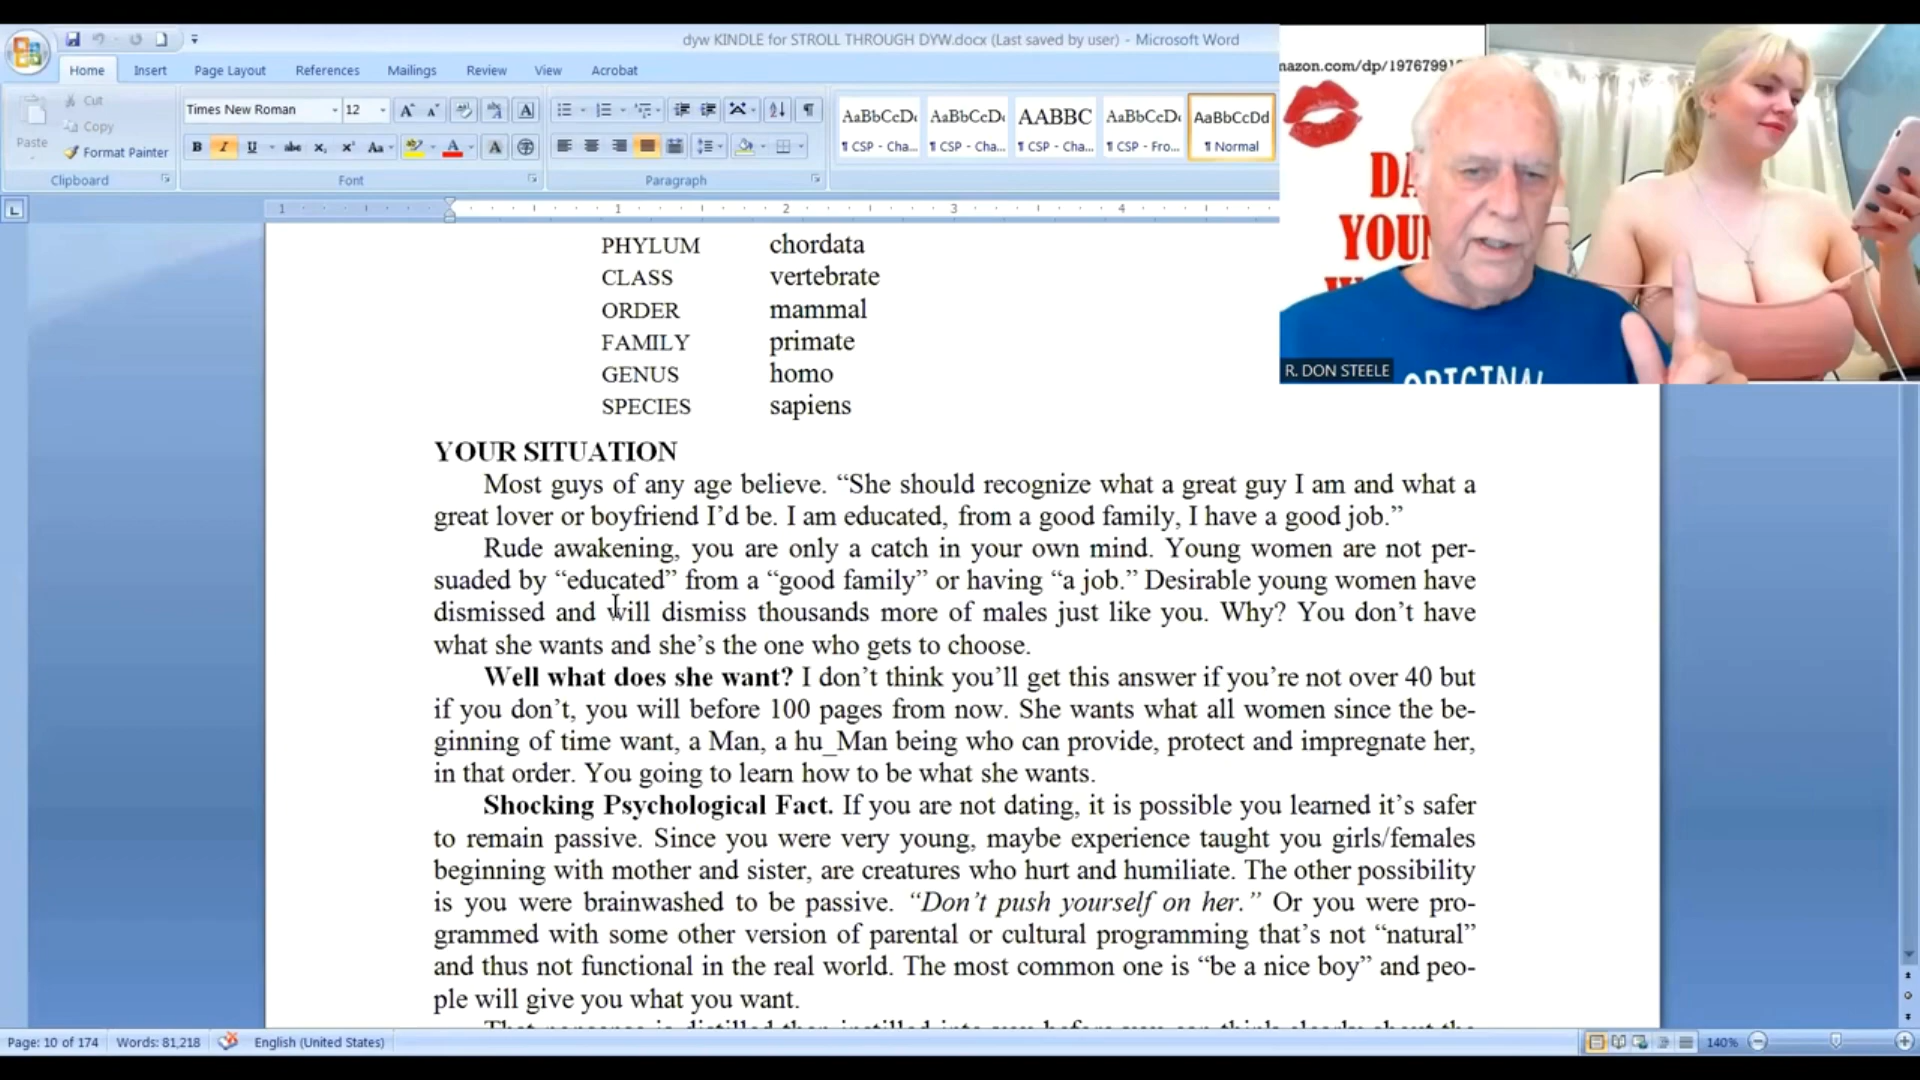 dyw KINDLE for STROLL THROUGH DYW.docx (Last saved by user) - Microsoft Word
Home Insert Page Layout References Mailings Review View Acrobat
Paste
Cut
Copy
Format Painter
Clipboard
Times New Roman 12
Font
Paragraph
AaBbCcDc AaBbCcDc AABBC AaBbCcDc AaBbCcDd
¶ CSP - Cha... ¶ CSP - Cha... ¶ CSP - Cha... ¶ CSP - Fro... ¶ Normal
1 1 2 3 4
mazon.com/dp/1976799
DA
YOU
R. DON STEELE
ORIGINAL
PHYLUM chordata
CLASS vertebrate
ORDER mammal
FAMILY primate
GENUS homo
SPECIES sapiens
YOUR SITUATION
Most guys of any age believe. “She should recognize what a great guy I am and what a
great lover or boyfriend I’d be. I am educated, from a good family, I have a good job.”
Rude awakening, you are only a catch in your own mind. Young women are not per-
suaded by “educated” from a “good family” or having “a job.” Desirable young women have
dismissed and will dismiss thousands more of males just like you. Why? You don’t have
what she wants and she’s the one who gets to choose.
Well what does she want? I don’t think you’ll get this answer if you’re not over 40 but
if you don’t, you will before 100 pages from now. She wants what all women since the be-
ginning of time want, a Man, a hu_Man being who can provide, protect and impregnate her,
in that order. You going to learn how to be what she wants.
Shocking Psychological Fact. If you are not dating, it is possible you learned it’s safer
to remain passive. Since you were very young, maybe experience taught you girls/females
beginning with mother and sister, are creatures who hurt and humiliate. The other possibility
is you were brainwashed to be passive. “Don’t push yourself on her.” Or you were pro-
grammed with some other version of parental or cultural programming that’s not “natural”
and thus not functional in the real world. The most common one is “be a nice boy” and peo-
ple will give you what you want.
Page: 10 of 174 Words: 81,218 English (United States) 140%